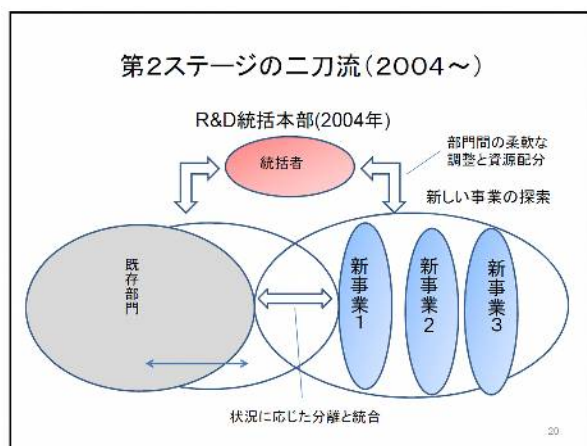 第2ステージの二刀流(2004～)
R&D統括本部(2004年)
統括者
部門間の柔軟な
調整と資源配分
新しい事業の探索
既存部門
新事業1
新事業2
新事業3
状況に応じた分離と統合
20